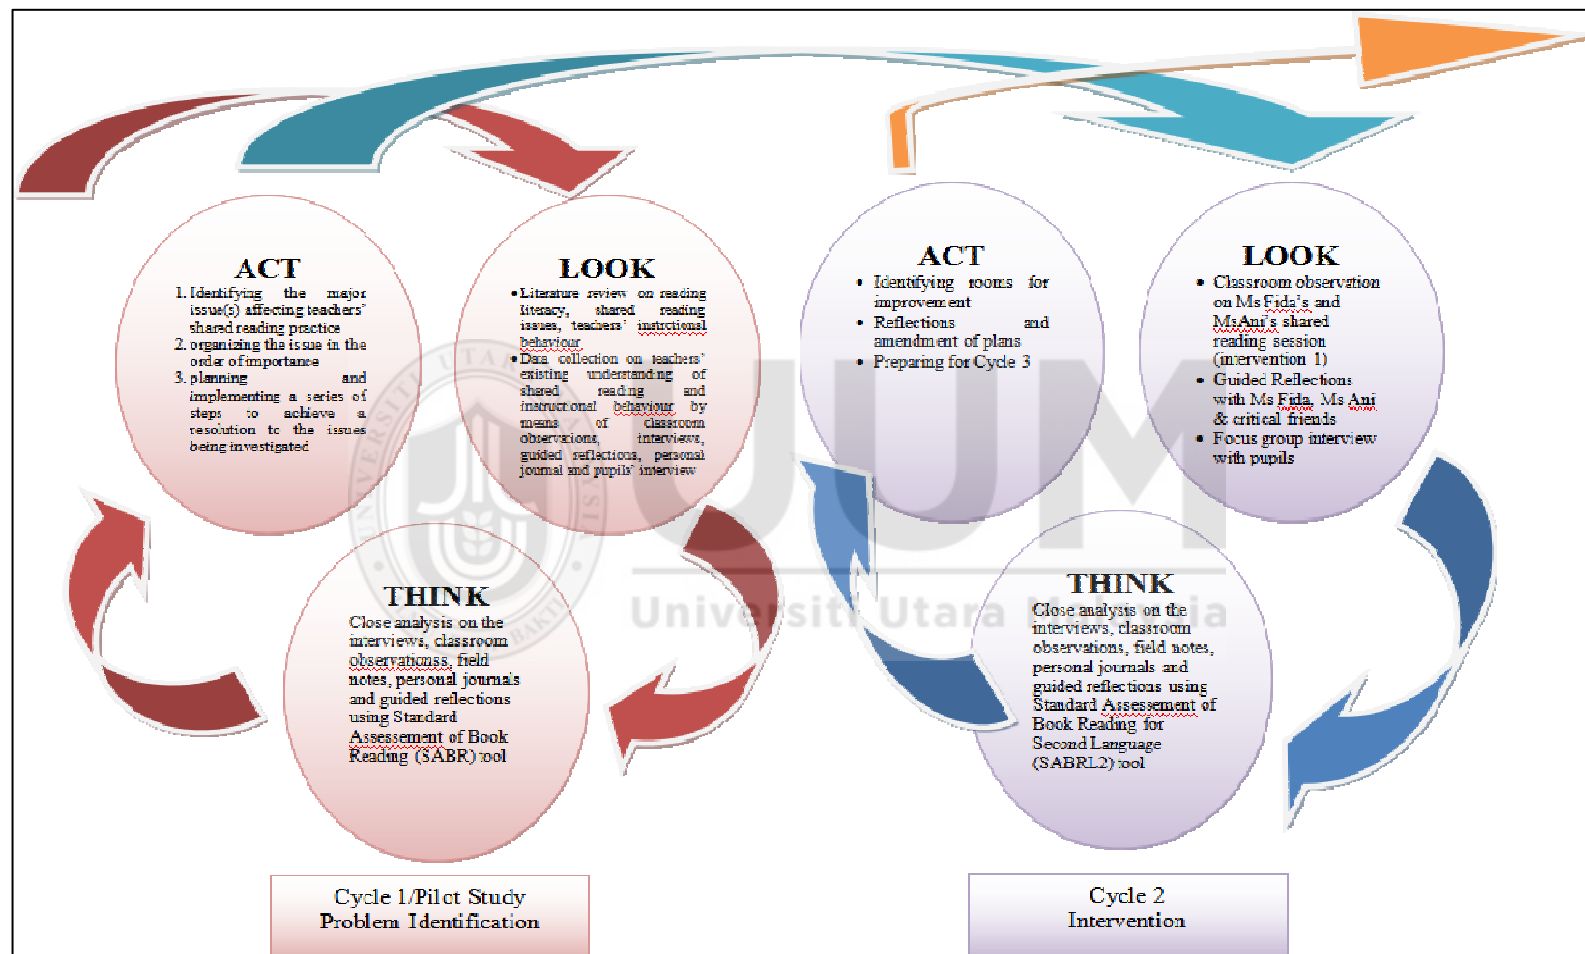 ACT
1. Identifying the major
issue(s) affecting teachers'
shared reading practice
2. organizing the issue in the
order of importance
3. planning and
implementing a series of
steps to achieve a
resolution to the issues
being investigated
LOOK
• Literature review on reading
literacy, shared reading
issues, teachers' instrctional
behaviour
• Data collection on teachers'
existing understanding of
shared reading and
instructional behaviour by
means of classroom
observations, interviews,
guided reflections, personal
journal and pupils' interview
THINK
Close analysis on the
interviews, classroom
observationss, field
notes, personal journals
and guided reflections
using Standard
Assessement of Book
Reading (SABR) tool
Cycle 1/Pilot Study
Problem Identification
ACT
• Identifying rooms for
improvement
• Reflections and
amendment of plans
• Preparing for Cycle 3
LOOK
• Classroom observation
on Ms Fida's and
MsAni's shared
reading session
(intervention 1)
• Guided Reflections
with Ms Fida, Ms Ani
& critical friends
• Focus group interview
with pupils
THINK
Close analysis on the
interviews, classroom
observations, field notes,
personal journals and
guided reflections using
Standard Assessement of
Book Reading for
Second Language
(SABRL2) tool
Cycle 2
Intervention
UUM
Universiti Utara Malaysia